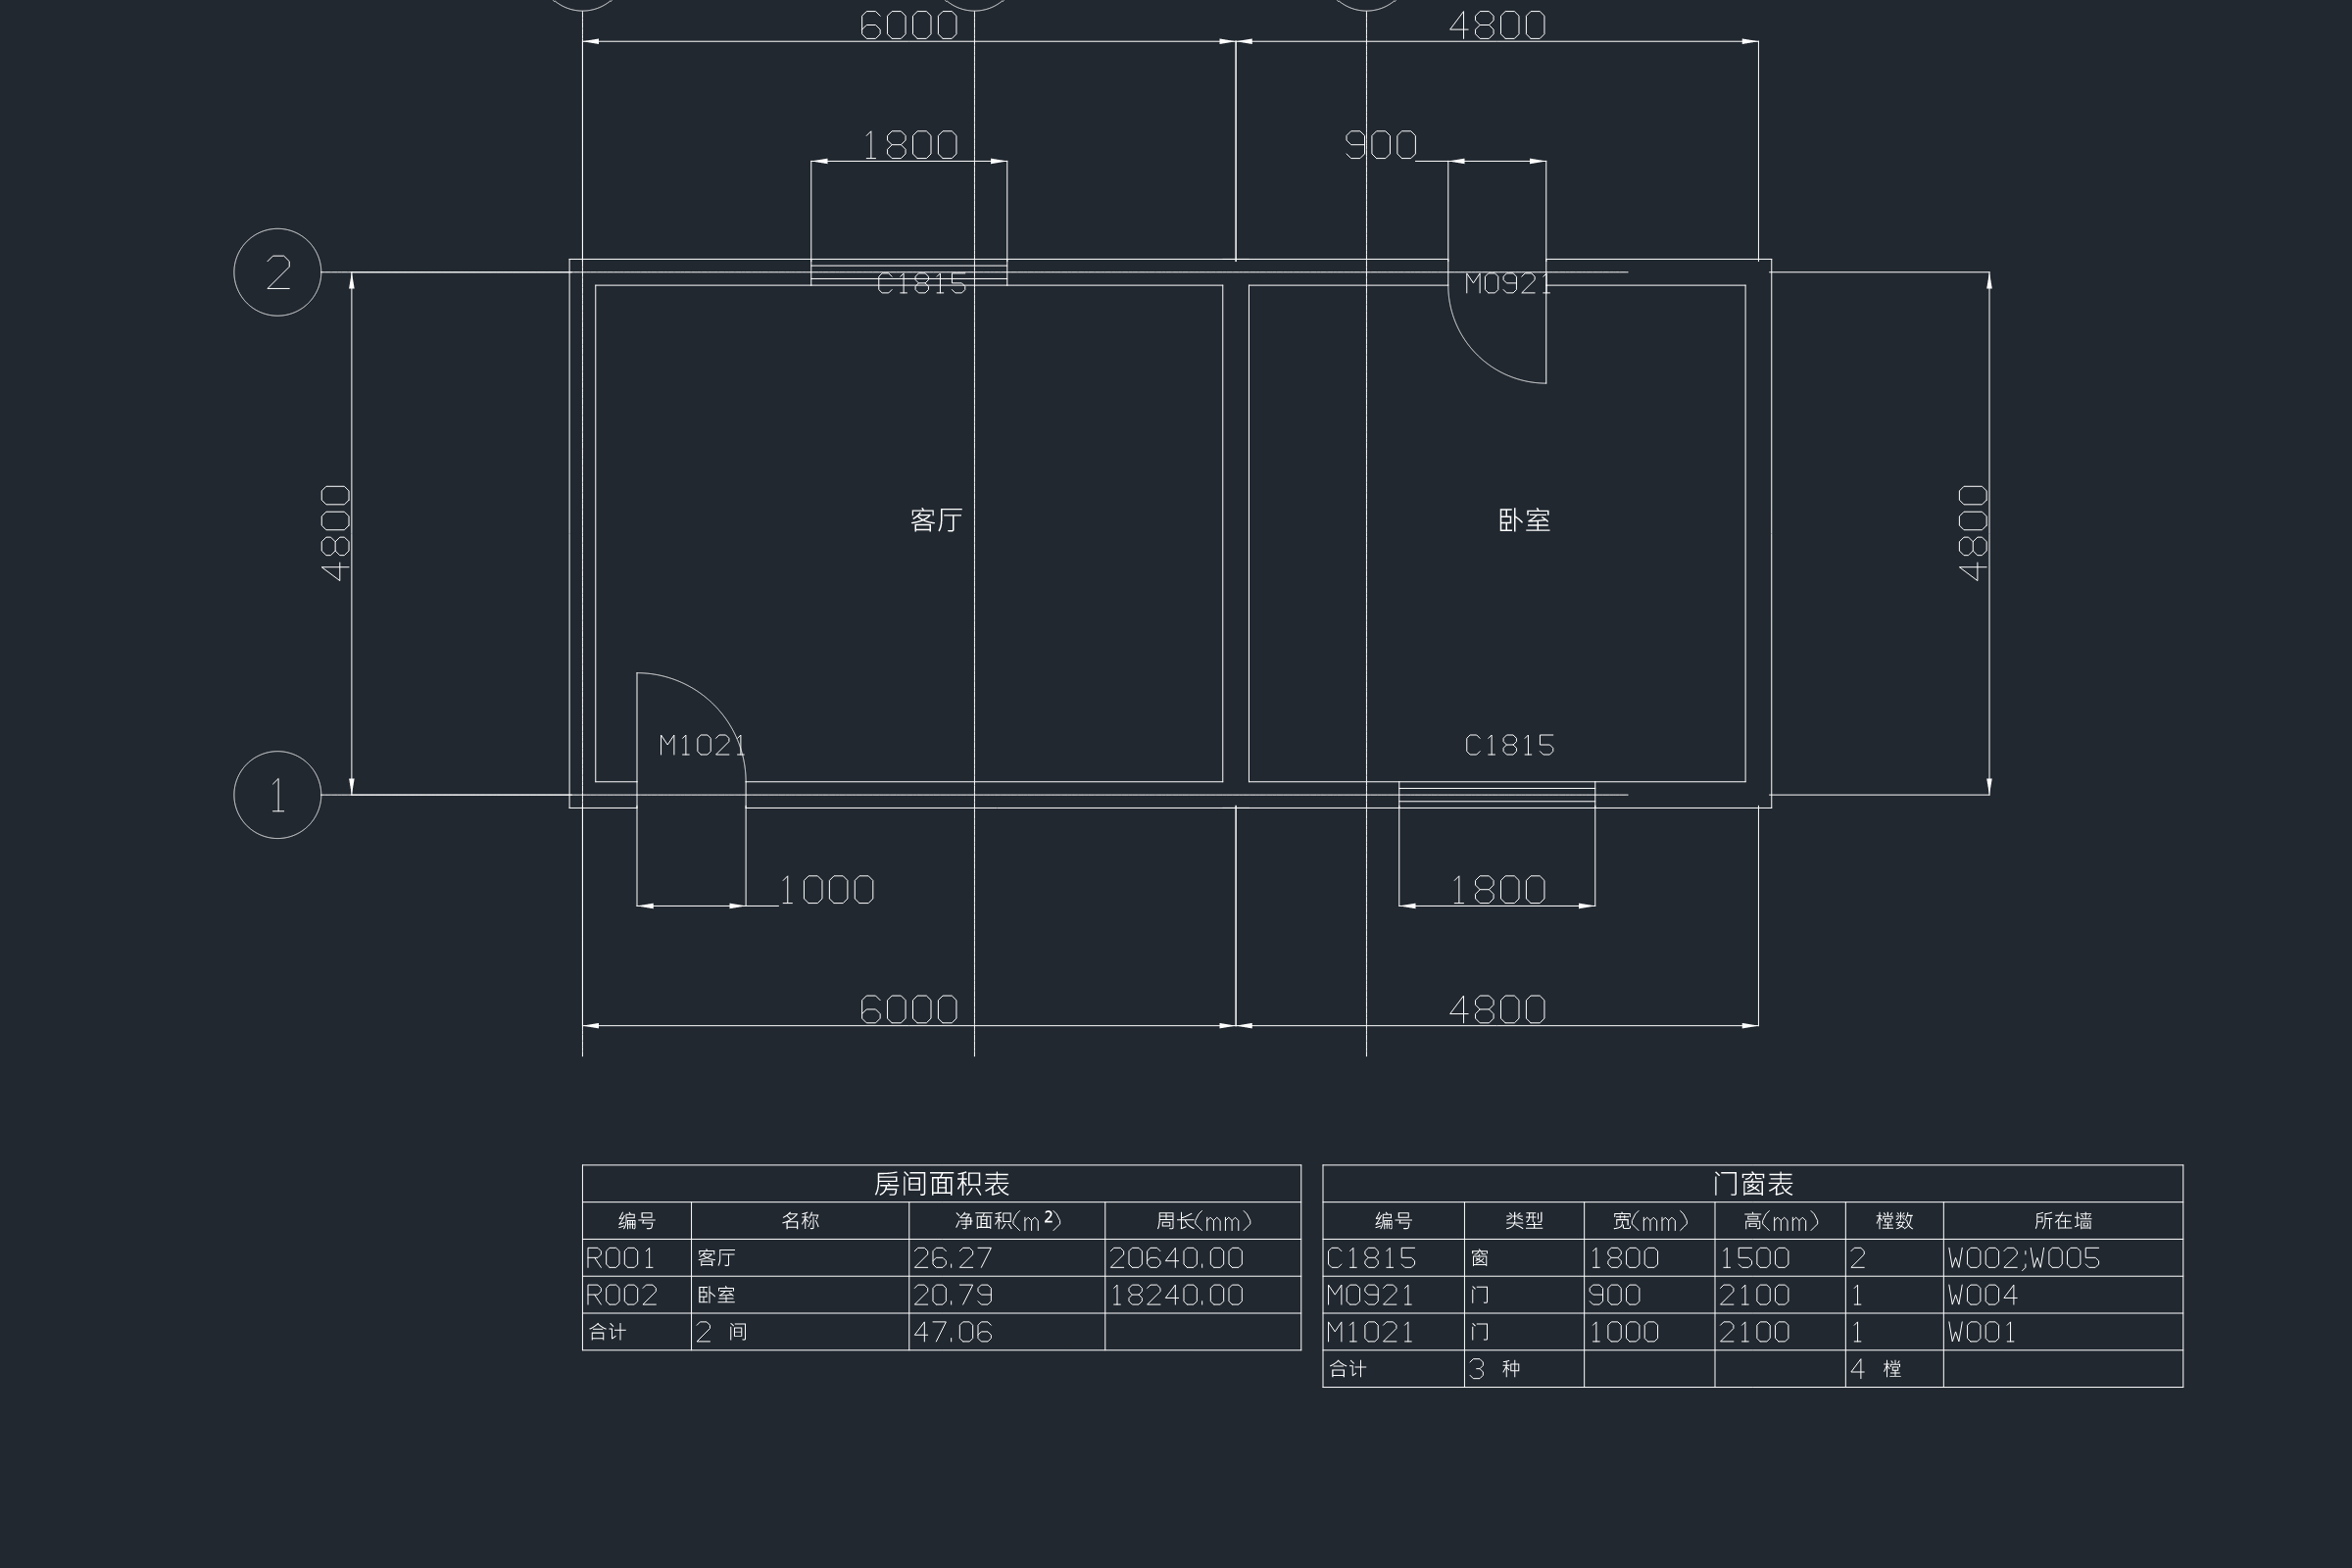 6000 4800
1800 900
2
C1815 M0921
4800 客厅 卧室 4800
M1021 C1815
1
1000 1800
6000 4800
房间面积表
编号 名称 净面积(m²) 周长(mm)
R001 客厅 26.27 20640.00
R002 卧室 20.79 18240.00
合计 2 间 47.06
门窗表
编号 类型 宽(mm) 高(mm) 樘数 所在墙
C1815 窗 1800 1500 2 W002;W005
M0921 门 900 2100 1 W004
M1021 门 1000 2100 1 W001
合计 3 种 4 樘